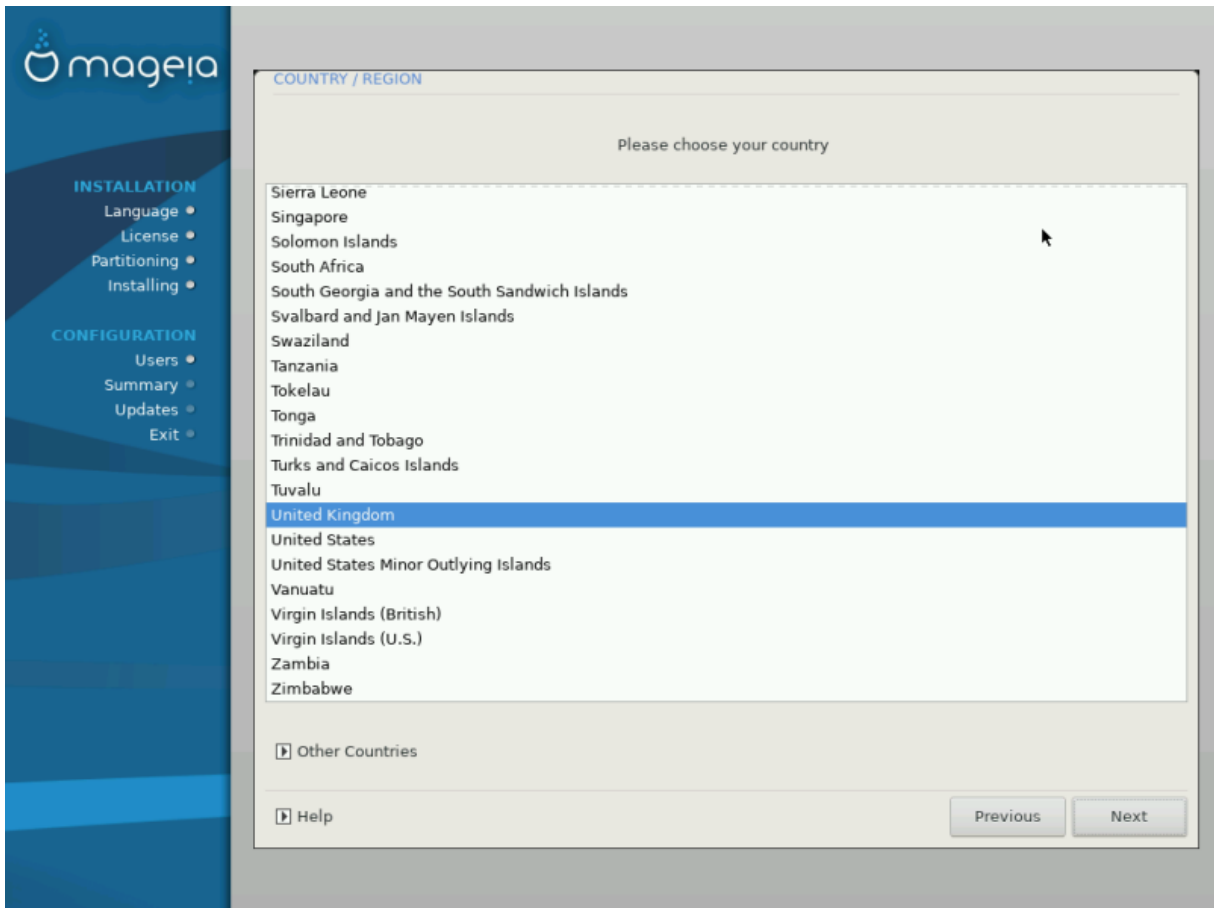 mageia
INSTALLATION
Language
License
Partitioning
Installing
CONFIGURATION
Users
Summary
Updates
Exit
COUNTRY / REGION
Please choose your country
Sierra Leone
Singapore
Solomon Islands
South Africa
South Georgia and the South Sandwich Islands
Svalbard and Jan Mayen Islands
Swaziland
Tanzania
Tokelau
Tonga
Trinidad and Tobago
Turks and Caicos Islands
Tuvalu
United Kingdom
United States
United States Minor Outlying Islands
Vanuatu
Virgin Islands (British)
Virgin Islands (U.S.)
Zambia
Zimbabwe
Other Countries
Help
Previous
Next